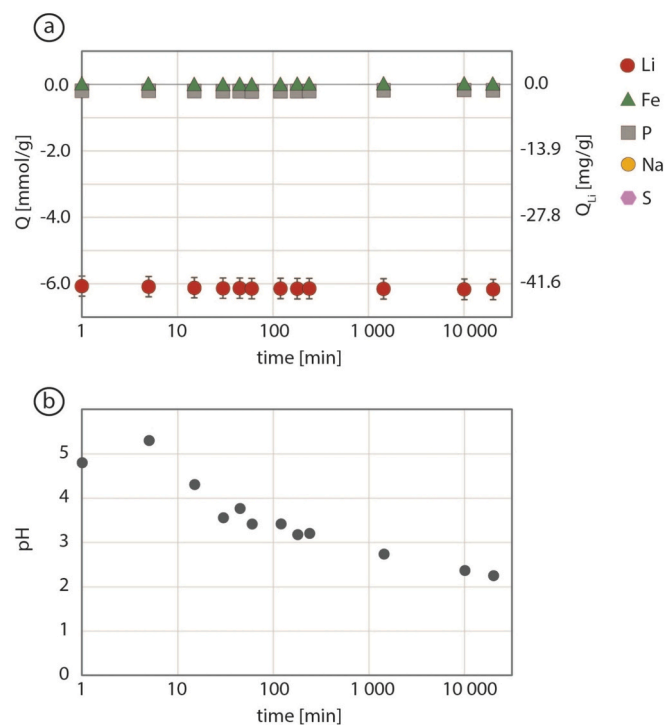 a
Q [mmol/g]
0.0
-2.0
-4.0
-6.0
0.0
-13.9
-27.8
-41.6
Q_Li [mg/g]
1 10 100 1 000 10 000
time [min]
Li
Fe
P
Na
S
b
pH
5
4
3
2
1
0
1 10 100 1 000 10 000
time [min]